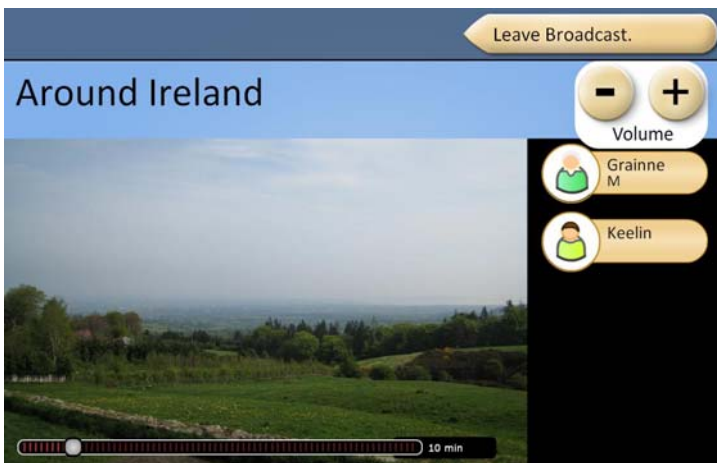 Leave Broadcast.
Around Ireland
- +
Volume
Grainne
M
Keelin
10 min